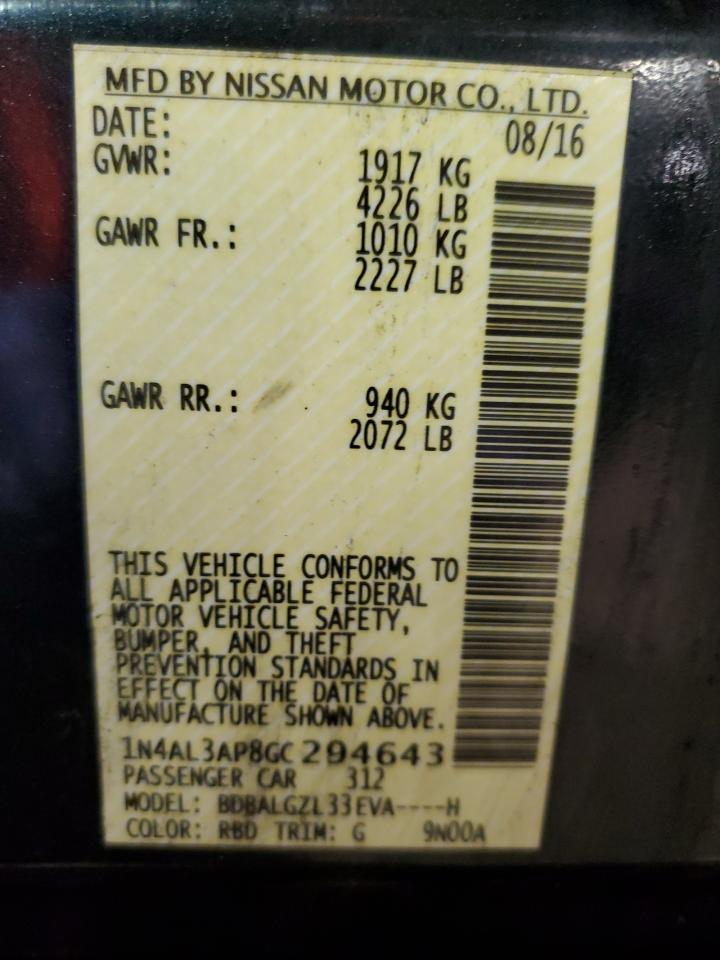 MFD BY NISSAN MOTOR CO., LTD.
DATE: 08/16
GVWR: 1917 KG
4226 LB
GAWR FR.: 1010 KG
2227 LB
GAWR RR.: 940 KG
2072 LB
THIS VEHICLE CONFORMS TO
ALL APPLICABLE FEDERAL
MOTOR VEHICLE SAFETY,
BUMPER, AND THEFT
PREVENTION STANDARDS IN
EFFECT ON THE DATE OF
MANUFACTURE SHOWN ABOVE.
1N4AL3AP8GC294643
PASSENGER CAR 312
MODEL: BDBALGZL33EVA----H
COLOR: RBD TRIM: G 9N00A